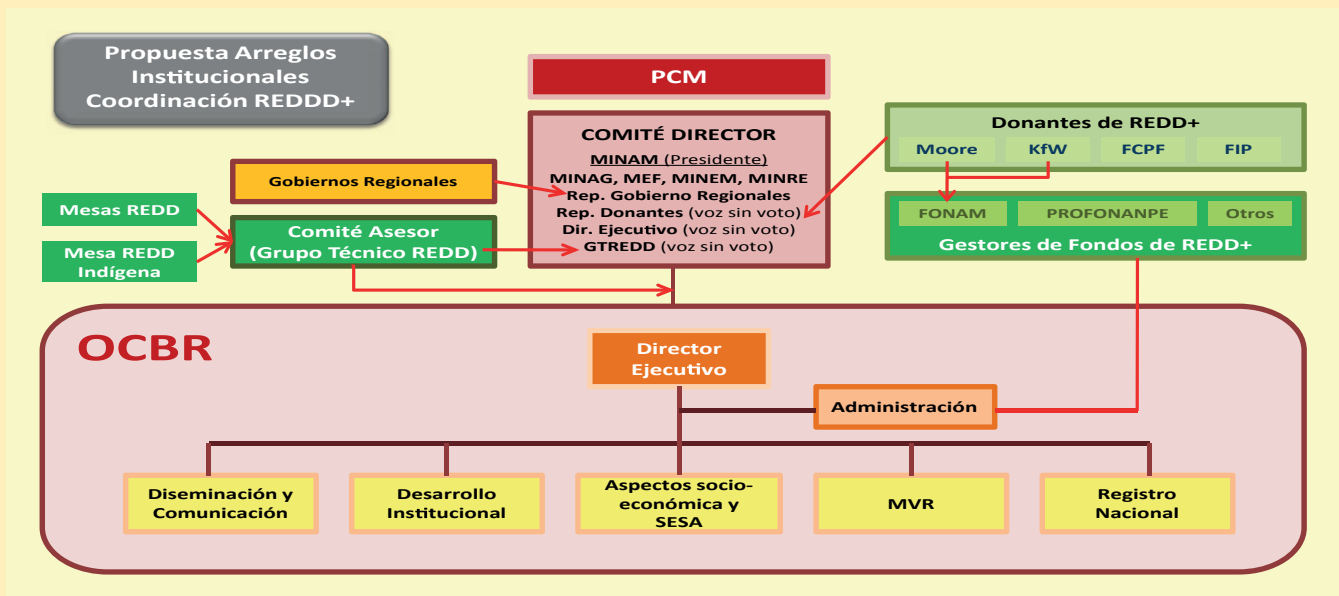 Propuesta Arreglos
Institucionales
Coordinación REDDD+
PCM
COMITÉ DIRECTOR
MINAM (Presidente)
MINAG, MEF, MINEM, MINRE
Rep. Gobierno Regionales
Rep. Donantes (voz sin voto)
Dir. Ejecutivo (voz sin voto)
GTREDD (voz sin voto)
Donantes de REDD+
Moore KfW FCPF FIP
FONAM PROFONANPE Otros
Gestores de Fondos de REDD+
Gobiernos Regionales
Mesas REDD
Mesa REDD
Indígena
Comité Asesor
(Grupo Técnico REDD)
OCBR
Director
Ejecutivo
Administración
Diseminación y
Comunicación
Desarrollo
Institucional
Aspectos socio-
económica y
SESA
MVR
Registro
Nacional